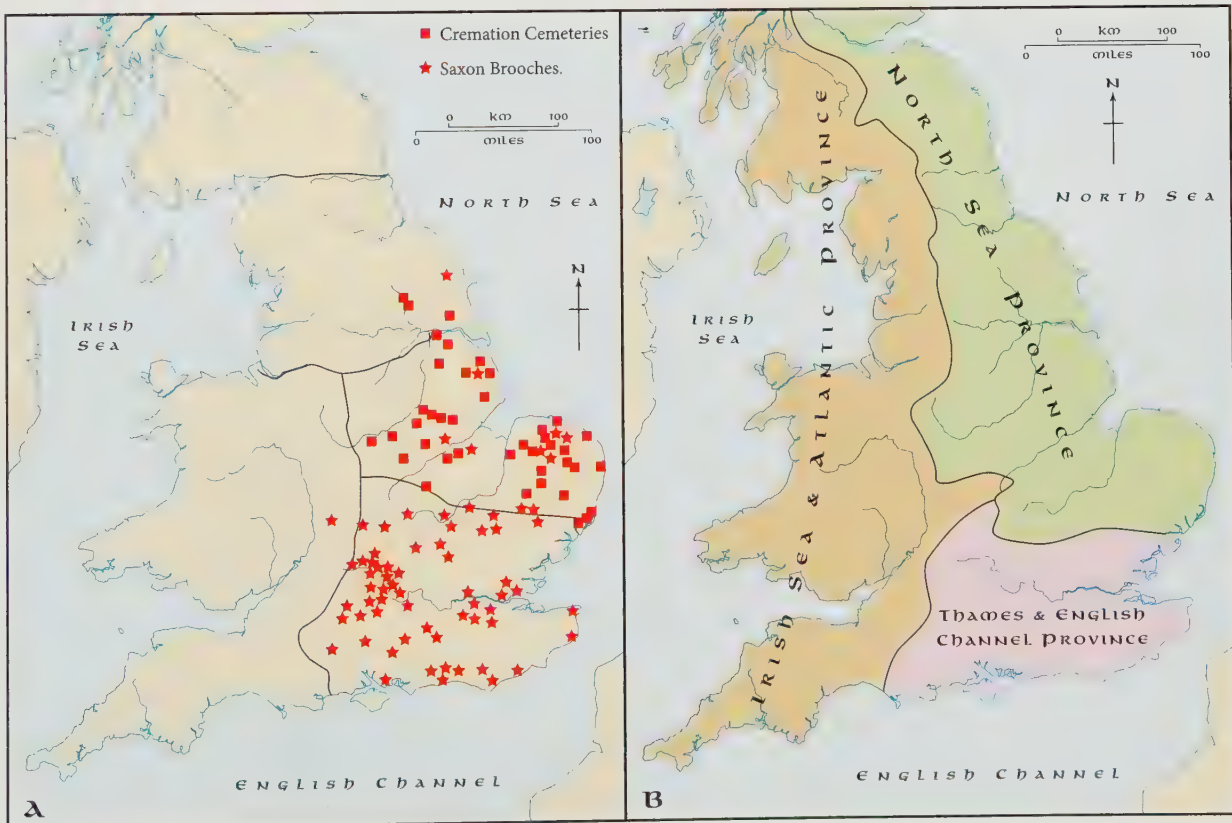 Cremation Cemeteries
Saxon Brooches.
0 km 100
0 miles 100
North Sea
N
Irish
Sea
English Channel
A
0 km 100
0 miles 100
N
North Sea Province
North Sea
Irish Sea & Atlantic Province
Irish
Sea
Thames & English
Channel Province
English Channel
B